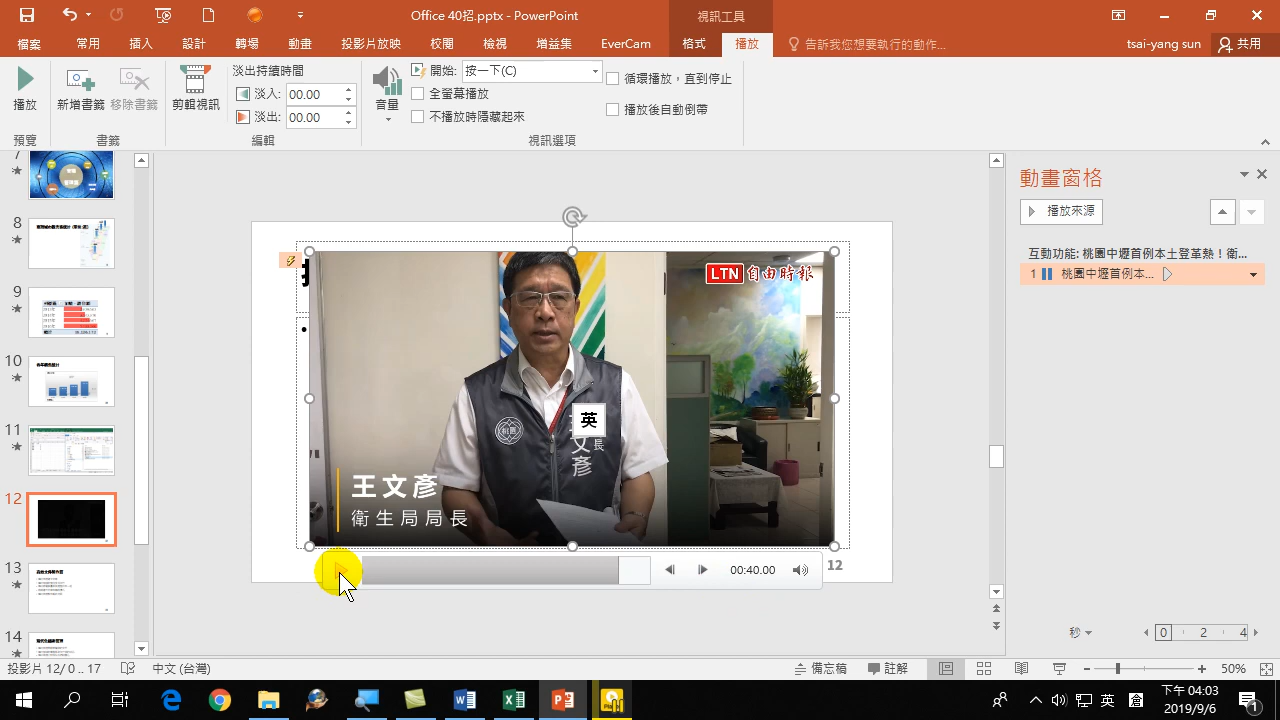 Office 40招.pptx - PowerPoint
視訊工具
檔案 常用 插入 設計 轉場 動畫 投影片放映 校閱 檢視 增益集 EverCam 格式 播放 告訴我您想要執行的動作... tsai-yang sun 共用
播放 新增書籤 移除書籤 剪輯視訊 音量
淡出持續時間
淡入: 00.00
淡出: 00.00
開始: 按一下(C)
全螢幕播放
不播放時隱藏起來
循環播放,直到停止
播放後自動倒帶
預覽 書籤 編輯 視訊選項
7
8
9
10
11
12
13
14
LTN 自由時報
英
王文彥
衛生局局長
00:40.00
12
動畫窗格
播放來源
互動功能: 桃園中壢首例本土登革熱!衛...
1 桃園中壢首例本...
秒 0 2 4
投影片 12/ 0 .. 17 中文 (台灣) 備忘稿 註解 50%
英
下午 04:03
2019/9/6
1